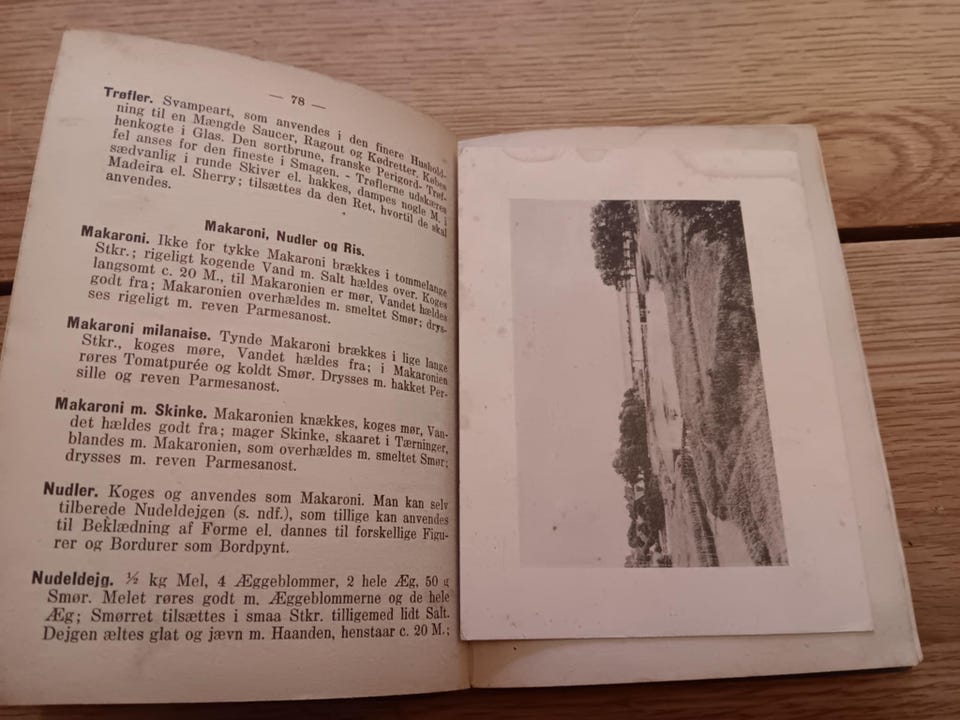 — 78 —
Trøfler. Svampeart, som anvendes i den finere Hushold-
ning til en Mængde Saucer, Ragout og Kødretter. Købes
henkogte i Glas. Den sortbrune, franske Perigord- Trøf-
fel anses for den fineste i Smagen. - Trøflerne udskæres
sædvanlig i runde Skiver el. hakkes, dampes nogle M. i
Madeira el. Sherry; tilsættes da den Ret, hvortil de skal
anvendes.
Makaroni, Nudler og Ris.
Makaroni. Ikke for tykke Makaroni brækkes i tommelange
Stkr.; rigeligt kogende Vand m. Salt hældes over. Koges
langsomt c. 20 M., til Makaronien er mør, Vandet hældes
godt fra; Makaronien overhældes m. smeltet Smør; drys-
ses rigeligt m. reven Parmesanost.
Makaroni milanaise. Tynde Makaroni brækkes i lige lange
Stkr., koges møre, Vandet hældes fra; i Makaronien
røres Tomatpurée og koldt Smør. Drysses m. hakket Per-
sille og reven Parmesanost.
Makaroni m. Skinke. Makaronien knækkes, koges mør, Van-
det hældes godt fra; mager Skinke, skaaret i Tærninger,
blandes m. Makaronien, som overhældes m. smeltet Smør;
drysses m. reven Parmesanost.
Nudler. Koges og anvendes som Makaroni. Man kan selv
tilberede Nudeldejgen (s. ndf.), som tillige kan anvendes
til Beklædning af Forme el. dannes til forskellige Figu-
rer og Bordurer som Bordpynt.
Nudeldejg. ½ kg Mel, 4 Æggeblommer, 2 hele Æg, 50 g
Smør. Melet røres godt m. Æggeblommerne og de hele
Æg; Smørret tilsættes i smaa Stkr. tilligemed lidt Salt.
Dejgen æltes glat og jævn m. Haanden, henstaar c. 20 M.;